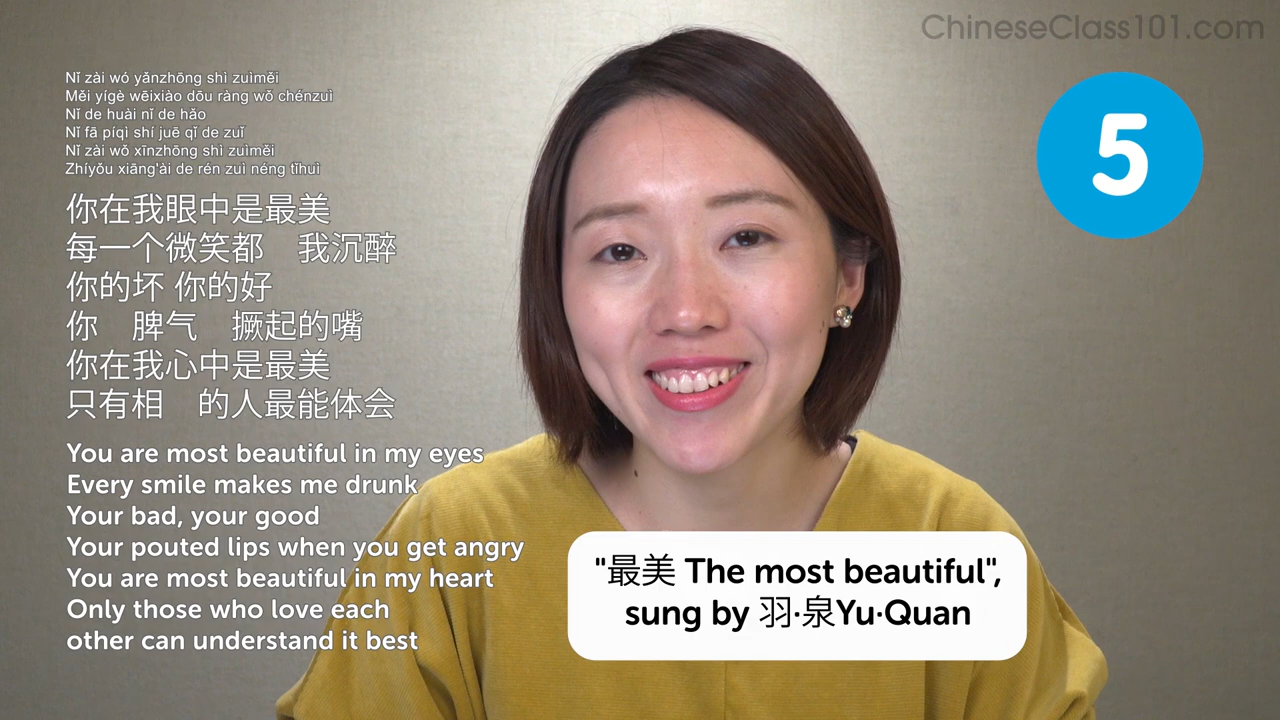 ChineseClass101.com
5
Nǐ zài wó yǎnzhōng shì zuìměi
Měi yígè wēixiào dōu ràng wǒ chénzuì
Nǐ de huài nǐ de hǎo
Nǐ fā píqì shí juē qǐ de zuǐ
Nǐ zài wǒ xīnzhōng shì zuìměi
Zhíyǒu xiāng'ài de rén zuì néng tǐhuì
你在我眼中是最美
每一个微笑都 我沉醉
你的坏 你的好
你 脾气 撅起的嘴
你在我心中是最美
只有相 的人最能体会
You are most beautiful in my eyes
Every smile makes me drunk
Your bad, your good
Your pouted lips when you get angry
You are most beautiful in my heart
Only those who love each
other can understand it best
"最美 The most beautiful",
sung by 羽·泉Yu·Quan